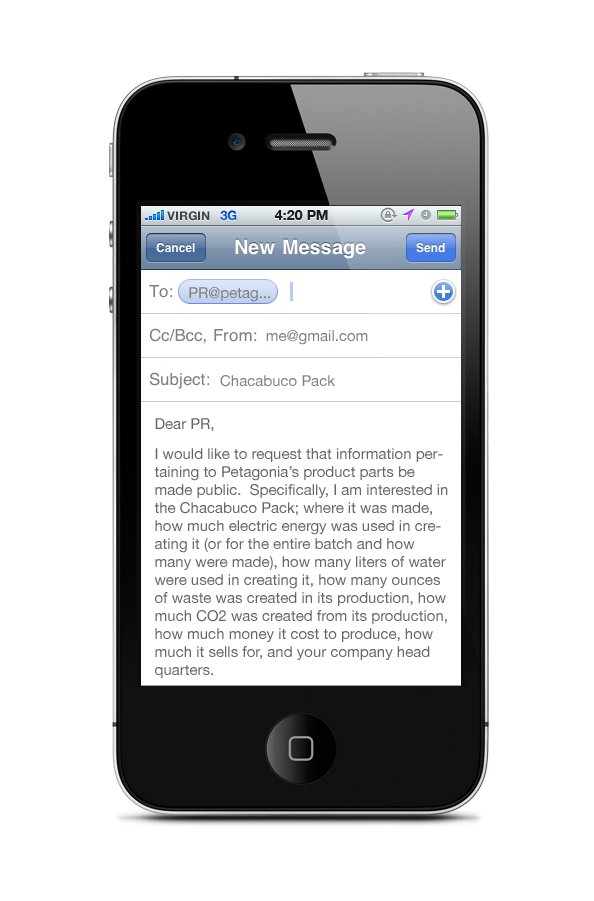 VIRGIN 3G 4:20 PM
Cancel New Message Send
To: PR@petag...
Cc/Bcc, From: me@gmail.com
Subject: Chacabuco Pack
Dear PR,
I would like to request that information per-
taining to Petagonia's product parts be
made public.  Specifically, I am interested in
the Chacabuco Pack; where it was made,
how much electric energy was used in cre-
ating it (or for the entire batch and how
many were made), how many liters of water
were used in creating it, how many ounces
of waste was created in its production, how
much CO2 was created from its production,
how much money it cost to produce, how
much it sells for, and your company head
quarters.